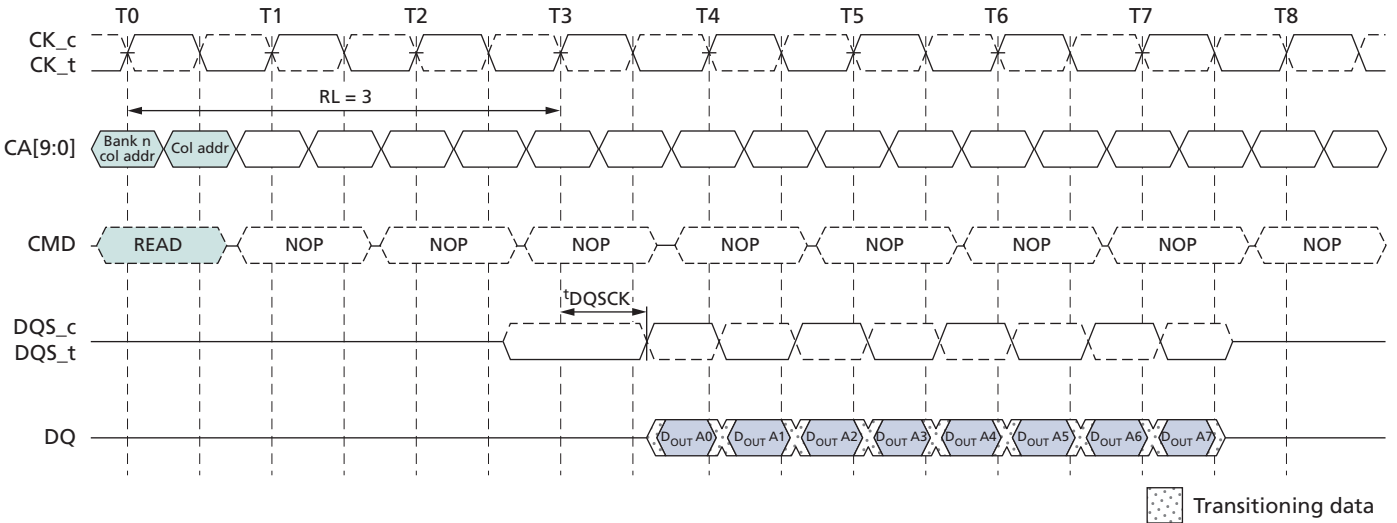 T0 T1 T2 T3 T4 T5 T6 T7 T8
CK_c
CK_t
RL = 3
CA[9:0]
Bank n
col addr
Col addr
CMD READ NOP NOP NOP NOP NOP NOP NOP NOP
tDQSCK
DQS_c
DQS_t
DQ DOUT A0 DOUT A1 DOUT A2 DOUT A3 DOUT A4 DOUT A5 DOUT A6 DOUT A7
Transitioning data